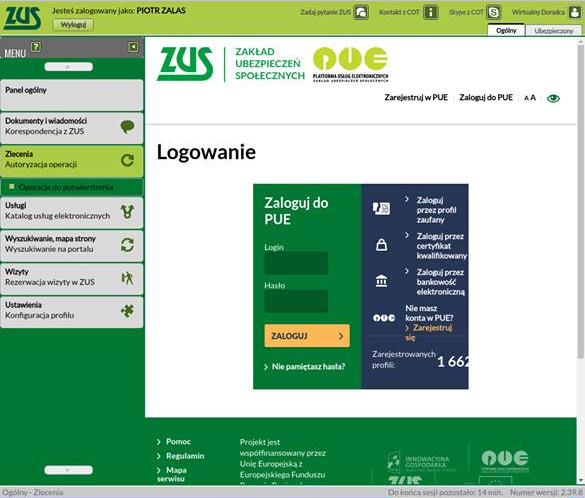 ZUS
Jesteś zalogowany jako: PIOTR ZALAS
Wyloguj
Zadaj pytanie ZUS
Kontakt z COT
Skype z COT
Wirtualny Doradca
Ogólny
Ubezpieczony
MENU
?
Panel ogólny
Dokumenty i wiadomości
Korespondencja z ZUS
Zlecenia
Autoryzacja operacji
Operacje do potwierdzenia
Usługi
Katalog usług elektronicznych
Wyszukiwanie, mapa strony
Wyszukiwanie na portalu
Wizyty
Rezerwacja wizyty w ZUS
Ustawienia
Konfiguracja profilu
ZUS
ZAKŁAD
UBEZPIECZEŃ
SPOŁECZNYCH
PUE
PLATFORMA USŁUG ELEKTRONICZNYCH
ZAKŁAD UBEZPIECZEŃ SPOŁECZNYCH
Zarejestruj w PUE
Zaloguj do PUE
A A
Logowanie
Zaloguj do
PUE
Login
Hasło
ZALOGUJ
Nie pamiętasz hasła?
Zaloguj
przez profil
zaufany
Zaloguj przez
certyfikat
kwalifikowany
Zaloguj przez
bankowość
elektroniczną
PUE
Nie masz
konta w PUE?
Zarejestruj
się
Zarejestrowanych
profili:
1 662
Pomoc
Regulamin
Mapa
serwisu
Projekt jest
współfinansowany przez
Unię Europejską z
Europejskiego Funduszu
INNOWACYJNA
GOSPODARKA
PUE
ZUS
Ogólny - Zlecenia
Do końca sesji pozostało: 14 min.
Numer wersji: 2.39.8